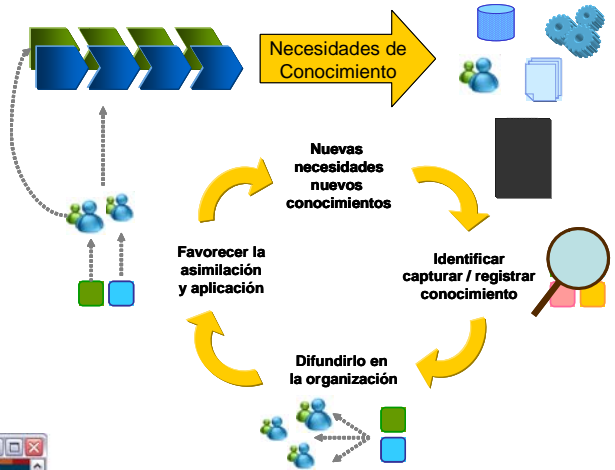 Necesidades de
Conocimiento
Nuevas
necesidades
nuevos
conocimientos
Identificar
capturar / registrar
conocimiento
Difundirlo en
la organización
Favorecer la
asimilación
y aplicación